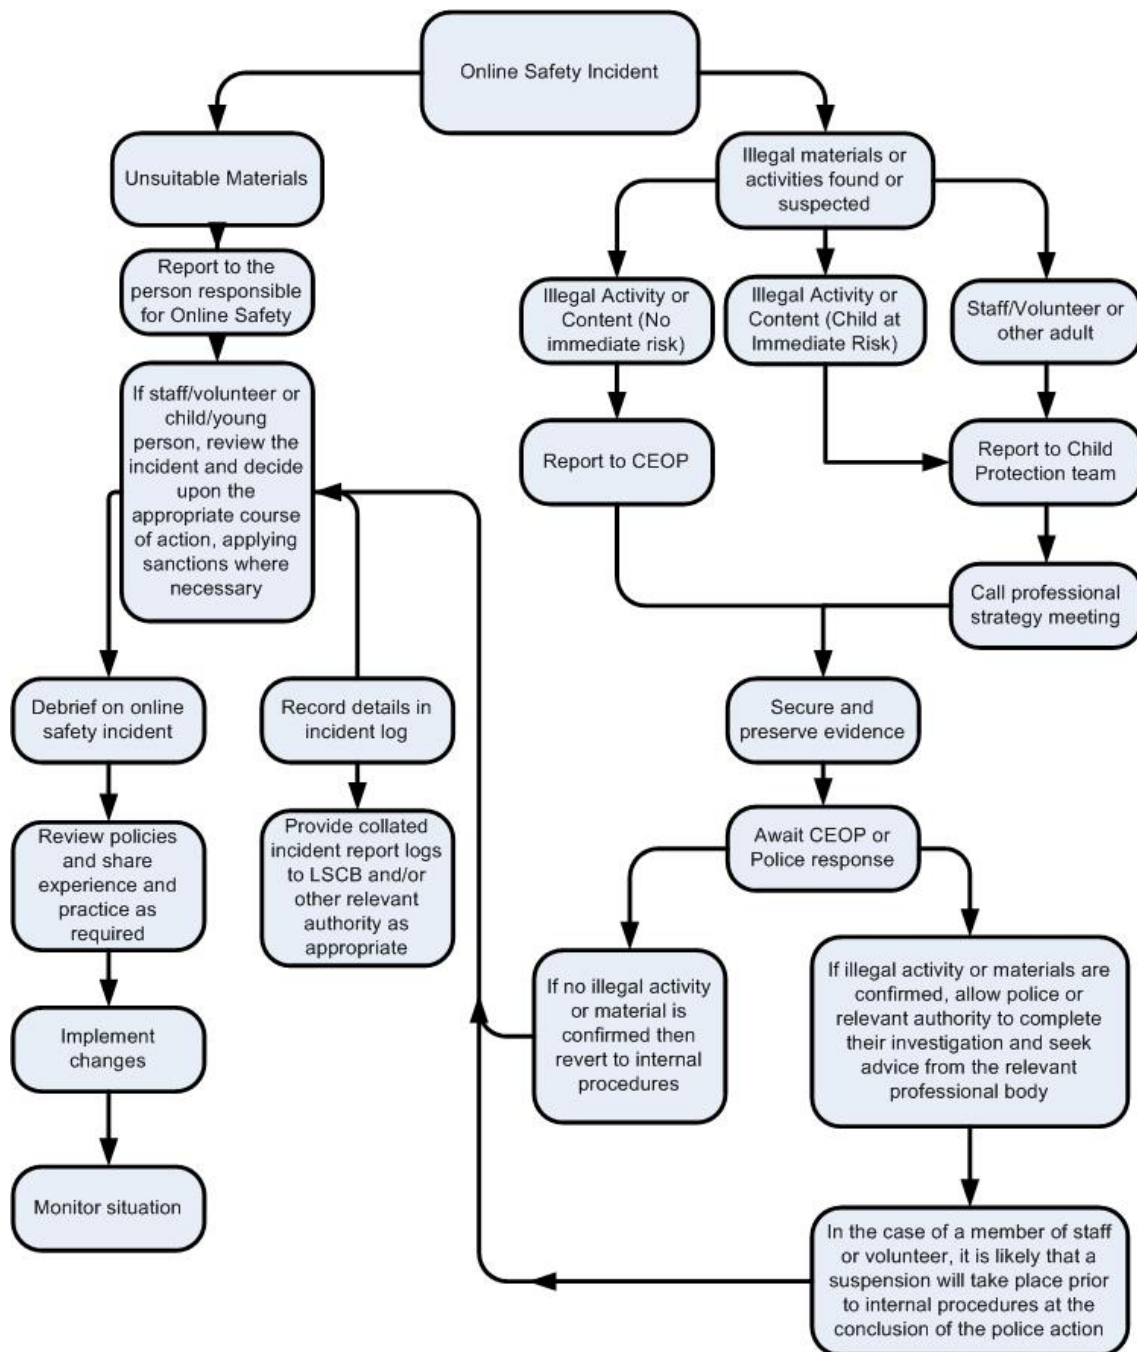 Online Safety Incident
Unsuitable Materials
Report to the
person responsible
for Online Safety
If staff/volunteer or
child/young
person, review the
incident and decide
upon the
appropriate course
of action, applying
sanctions where
necessary
Debrief on online
safety incident
Review policies
and share
experience and
practice as
required
Implement
changes
Monitor situation
Record details in
incident log
Provide collated
incident report logs
to LSCB and/or
other relevant
authority as
appropriate
Illegal materials or
activities found or
suspected
Illegal Activity or
Content (No
immediate risk)
Report to CEOP
Illegal Activity or
Content (Child at
Immediate Risk)
Staff/Volunteer or
other adult
Report to Child
Protection team
Call professional
strategy meeting
Secure and
preserve evidence
Await CEOP or
Police response
If no illegal activity
or material is
confirmed then
revert to internal
procedures
If illegal activity or materials are
confirmed, allow police or
relevant authority to complete
their investigation and seek
advice from the relevant
professional body
In the case of a member of staff
or volunteer, it is likely that a
suspension will take place prior
to internal procedures at the
conclusion of the police action